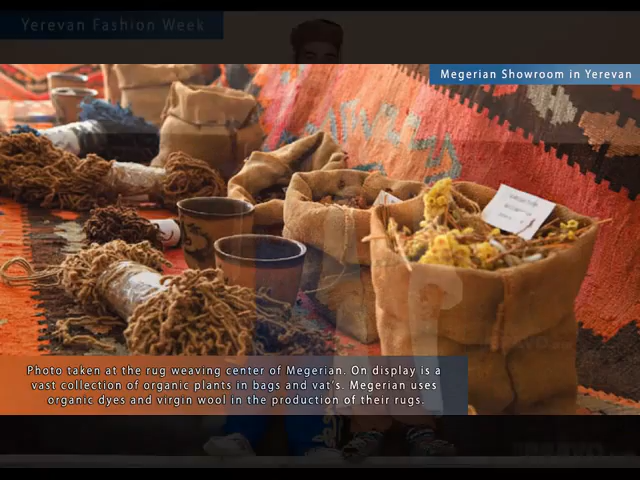 Yerevan Fashion Week
Megerian Showroom in Yerevan
Photo taken at the rug weaving center of Megerian. On display is a
vast collection of organic plants in bags and vat's. Megerian uses
organic dyes and virgin wool in the production of their rugs.